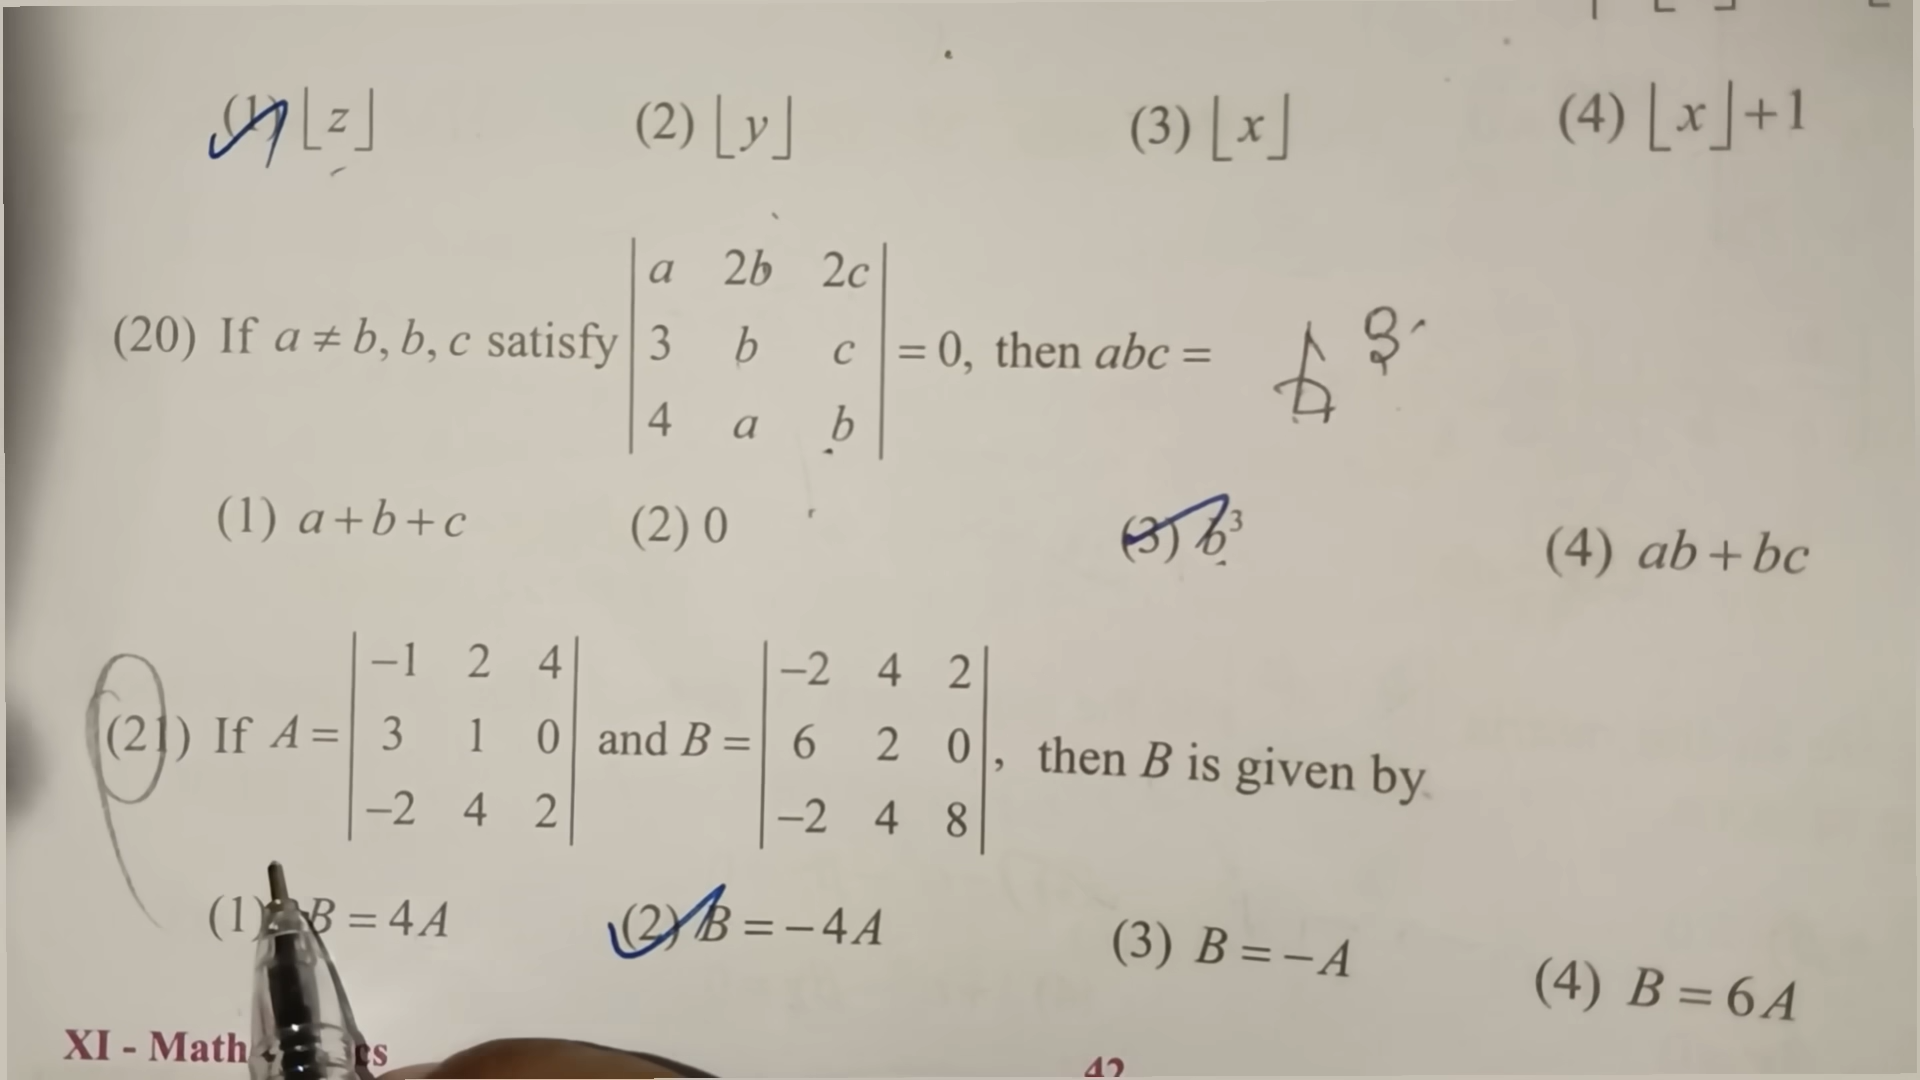 (1) ⌊z⌋ (2) ⌊y⌋ (3) ⌊x⌋ (4) ⌊x⌋+1
a 2b 2c
(20) If a ≠ b, b, c satisfy 3 b c = 0, then abc =
4 a b
(1) a+b+c (2) 0 (3) b³ (4) ab+bc
−1 2 4 −2 4 2
(21) If A = 3 1 0 and B = 6 2 0 , then B is given by
−2 4 2 −2 4 8
(1) B = 4A (2) B = −4A (3) B = −A (4) B = 6A
XI - Math cs 42